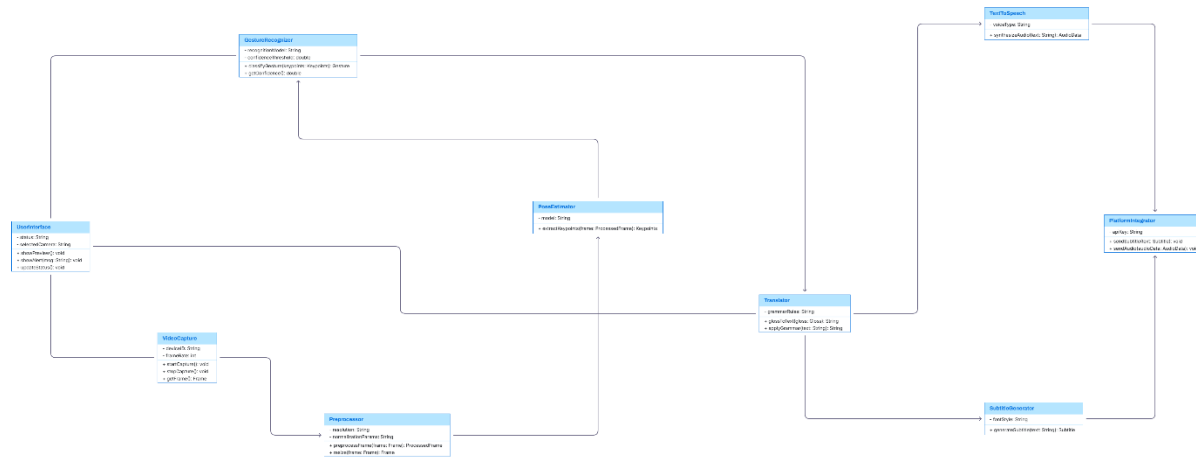 TextToSpeech
- voiceType: String
+ synthesizeAudio(text: String): AudioData
GestureRecognizer
- recognitionModel: String
- confidenceThreshold: double
+ classifyGesture(keypoints: Keypoints): Gesture
+ getConfidence(): double
PoseEstimator
- model: String
+ extractKeypoints(frame: ProcessedFrame): Keypoints
UserInterface
- status: String
- selectedCamera: String
+ showPreview(): void
+ showAlert(msg: String): void
- updateStatus(): void
PlatformIntegrator
- apiKey: String
+ sendSubtitle(text: Subtitle): void
+ sendAudio(audioData: AudioData): void
Translator
- grammarRules: String
+ glossToText(gloss: Gloss): String
+ applyGrammar(text: String): String
VideoCapture
- deviceID: String
- frameRate: int
+ startCapture(): void
+ stopCapture(): void
+ getFrame(): Frame
Preprocessor
- resolution: String
- normalizationParams: String
+ preprocessFrame(frame: Frame): ProcessedFrame
+ resize(frame: Frame): Frame
SubtitleGenerator
- fontStyle: String
+ generateSubtitle(text: String): Subtitle